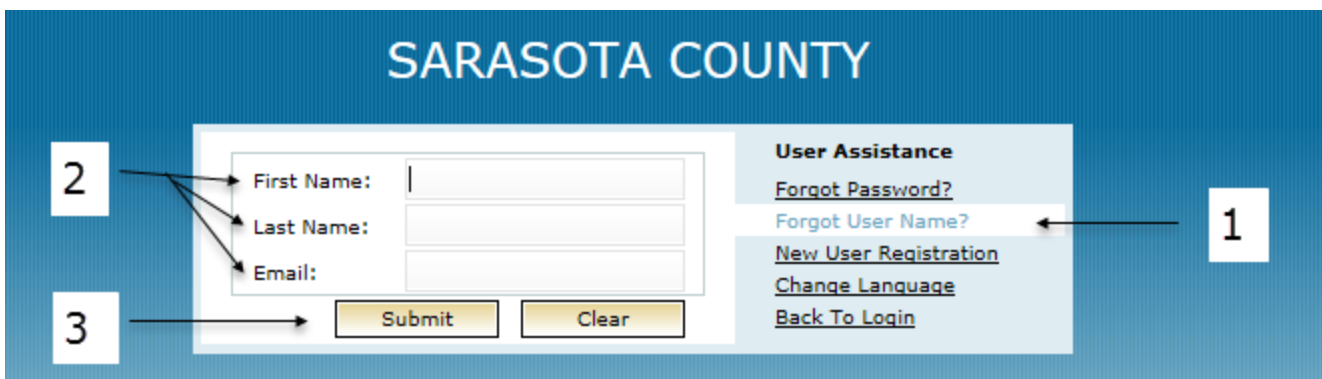 SARASOTA COUNTY
2
First Name:
Last Name:
Email:
3
Submit
Clear
User Assistance
Forgot Password?
Forgot User Name?
New User Registration
Change Language
Back To Login
1